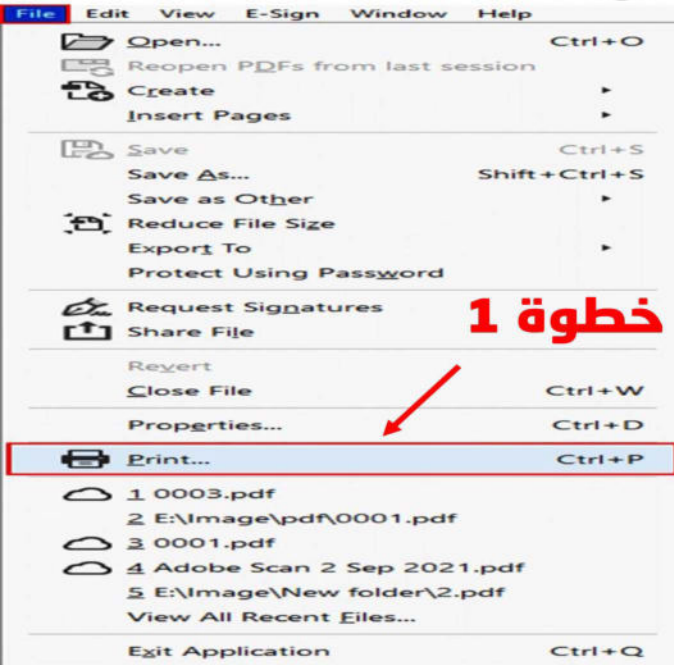 File Edit View E-Sign Window Help
Open... Ctrl+O
Reopen PDFs from last session
Create
Insert Pages
Save Ctrl+S
Save As... Shift+Ctrl+S
Save as Other
Reduce File Size
Export To
Protect Using Password
Request Signatures
خطوة 1
Share File
Revert
Close File Ctrl+W
Properties... Ctrl+D
Print... Ctrl+P
1 0003.pdf
2 E:\Image\pdf\0001.pdf
3 0001.pdf
4 Adobe Scan 2 Sep 2021.pdf
5 E:\Image\New folder\2.pdf
View All Recent Files...
Exit Application Ctrl+Q